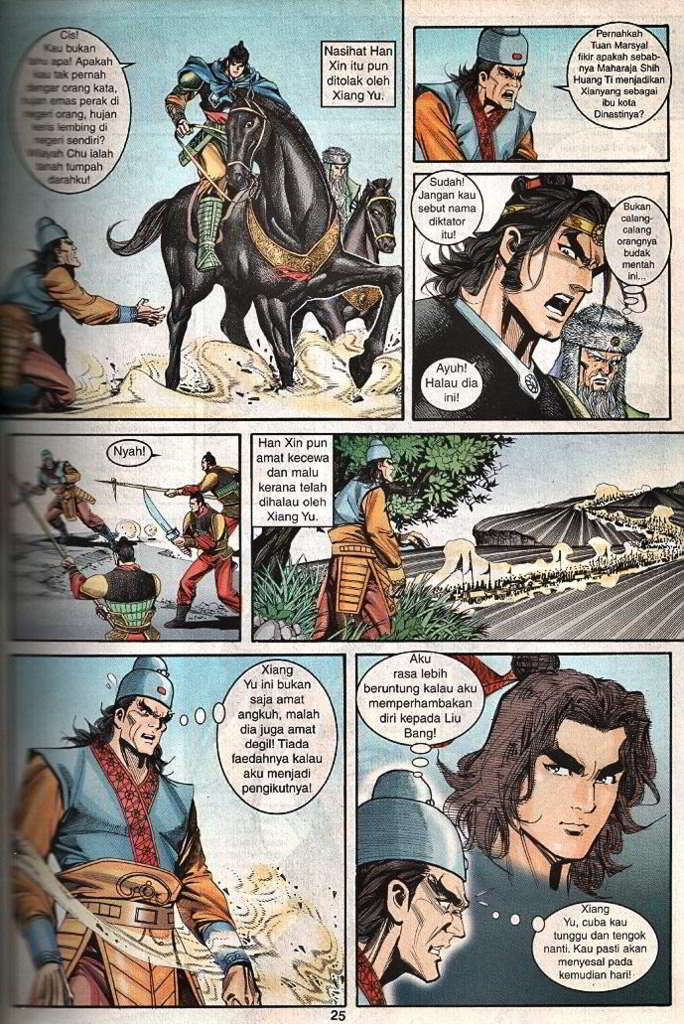 Cis!
Kau bukan
tahu apa! Apakah
kau tak pernah
dengar orang kata,
hujan emas perak di
negeri orang, hujan
keris lembing di
negeri sendiri?
Wilayah Chu ialah
tanah tumpah
darahku!
Nasihat Han
Xin itu pun
ditolak oleh
Xiang Yu.
Pernahkah
Tuan Marsyal
fikir apakah sebab-
nya Maharaja Shih
Huang Ti menjadikan
Xianyang sebagai
ibu kota
Dinastinya?
Sudah!
Jangan kau
sebut nama
diktator
itu!
Bukan
calang-
calang
orangnya
budak
mentah
ini...
Ayuh!
Halau dia
ini!
Nyah!
Han Xin pun
amat kecewa
dan malu
kerana telah
dihalau oleh
Xiang Yu.
Xiang
Yu ini bukan
saja amat
angkuh, malah
dia juga amat
degil! Tiada
faedahnya kalau
aku menjadi
pengikutnya!
Aku
rasa lebih
beruntung kalau aku
memperhambakan
diri kepada Liu
Bang!
Xiang
Yu, cuba kau
tunggu dan tengok
nanti. Kau pasti akan
menyesal pada
kemudian hari!
25